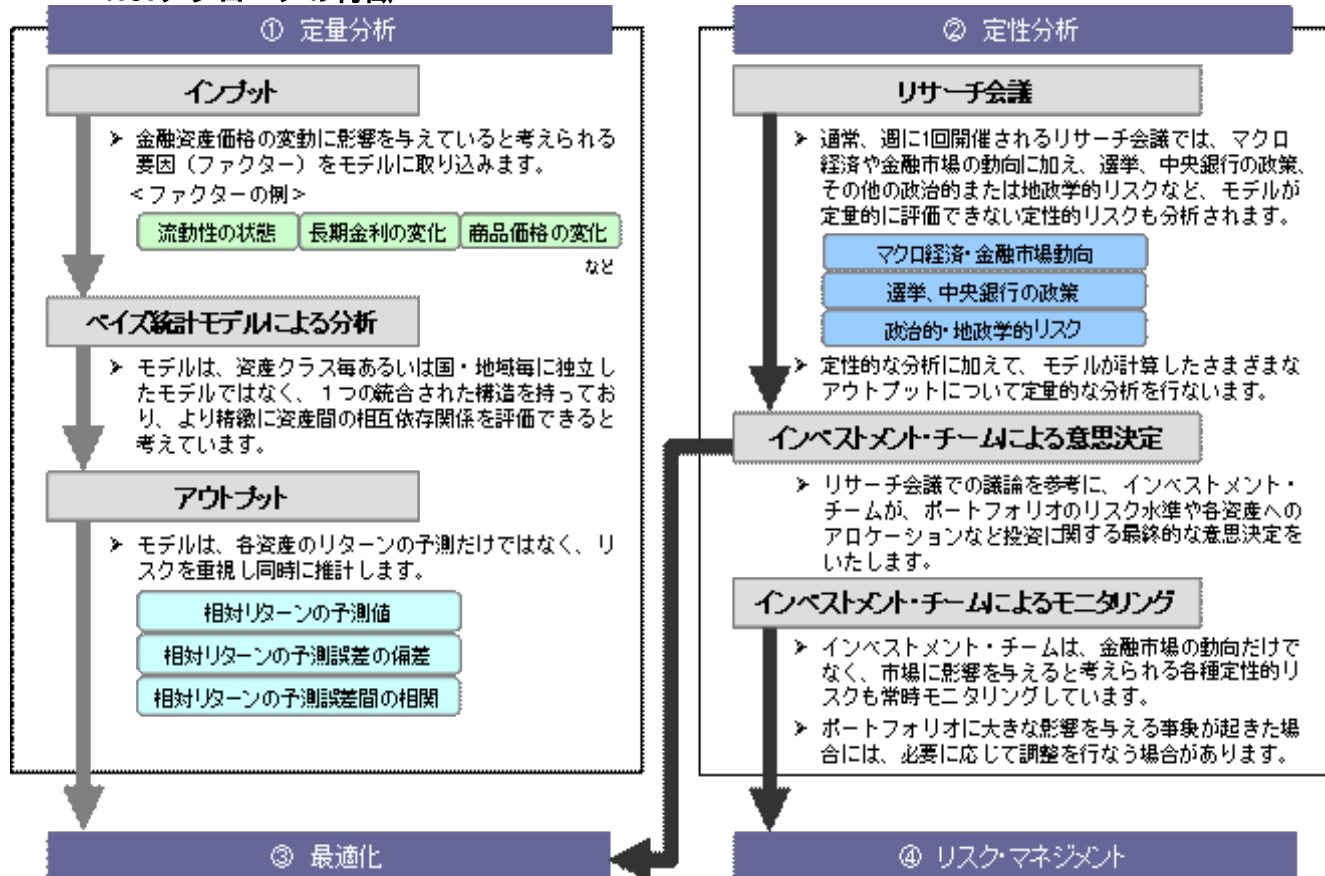 ① 定量分析
インプット
➤ 金融資産価格の変動に影響を与えていると考えられる
要因（ファクター）をモデルに取り込みます。
＜ファクターの例＞
流動性の状態 長期金利の変化 商品価格の変化
など
ベイズ統計モデルによる分析
➤ モデルは、資産クラス毎あるいは国・地域毎に独立し
たモデルではなく、１つの統合された構造を持ってお
り、より精緻に資産間の相互依存関係を評価できると
考えています。
アウトプット
➤ モデルは、各資産のリターンの予測だけではなく、リ
スクを重視し同時に推計します。
相対リターンの予測値
相対リターンの予測誤差の偏差
相対リターンの予測誤差間の相関
② 定性分析
リサーチ会議
➤ 通常、週に1回開催されるリサーチ会議では、マクロ
経済や金融市場の動向に加え、選挙、中央銀行の政策、
その他の政治的または地政学的リスクなど、モデルが
定量的に評価できない定性的リスクも分析されます。
マクロ経済・金融市場動向
選挙、中央銀行の政策
政治的・地政学的リスク
➤ 定性的な分析に加えて、モデルが計算したさまざまな
アウトプットについて定量的な分析を行ないます。
インベストメント・チームによる意思決定
➤ リサーチ会議での議論を参考に、インベストメント・
チームが、ポートフォリオのリスク水準や各資産への
アロケーションなど投資に関する最終的な意思決定を
いたします。
インベストメント・チームによるモニタリング
➤ インベストメント・チームは、金融市場の動向だけで
なく、市場に影響を与えると考えられる各種定性的リ
スクも常時モニタリングしています。
➤ ポートフォリオに大きな影響を与える事象が起きた場
合には、必要に応じて調整を行なう場合があります。
③ 最適化
④ リスク・マネジメント